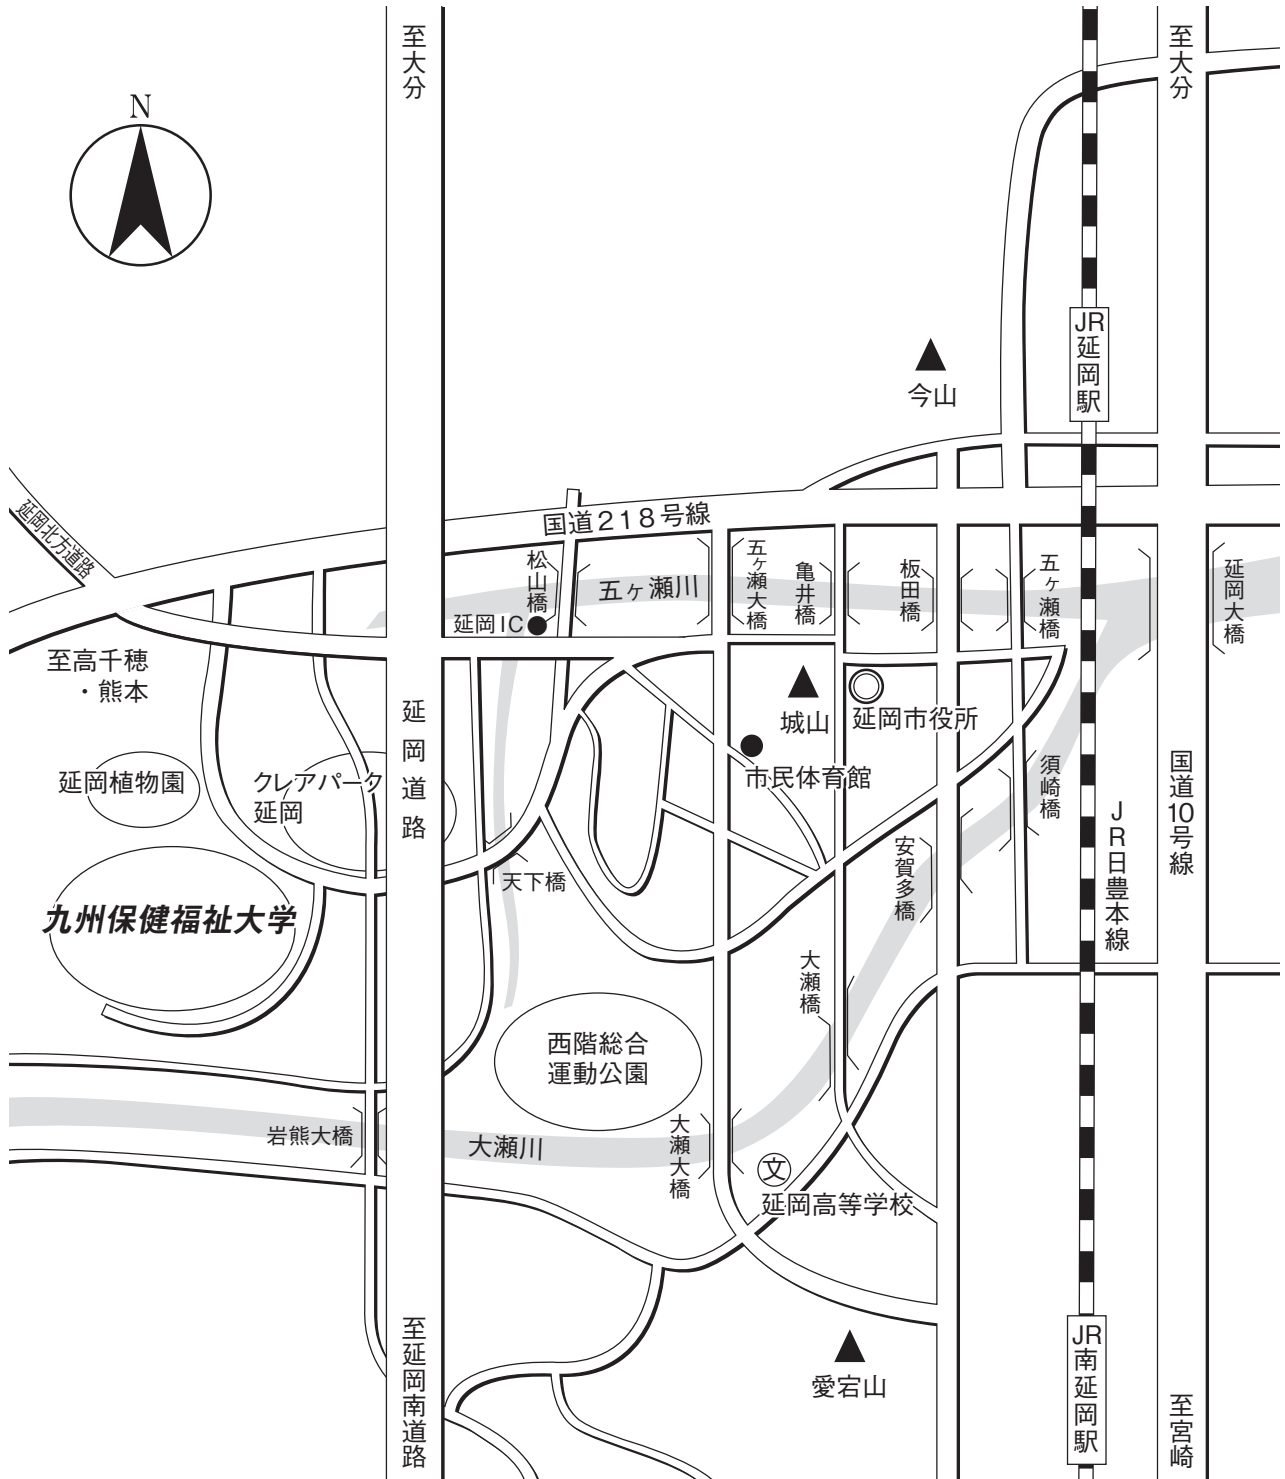 至大分
至大分
N
JR延岡駅
今山
延岡北方道路
国道218号線
松山橋
五ヶ瀬川
五ヶ瀬大橋
亀井橋
板田橋
五ヶ瀬橋
延岡大橋
延岡IC
至高千穂
・熊本
城山
延岡市役所
延岡道路
市民体育館
須崎橋
国道10号線
JR日豊本線
延岡植物園
クレアパーク
延岡
天下橋
安賀多橋
九州保健福祉大学
大瀬橋
西階総合
運動公園
岩熊大橋
大瀬川
大瀬大橋
文
延岡高等学校
至延岡南道路
愛宕山
JR南延岡駅
至宮崎